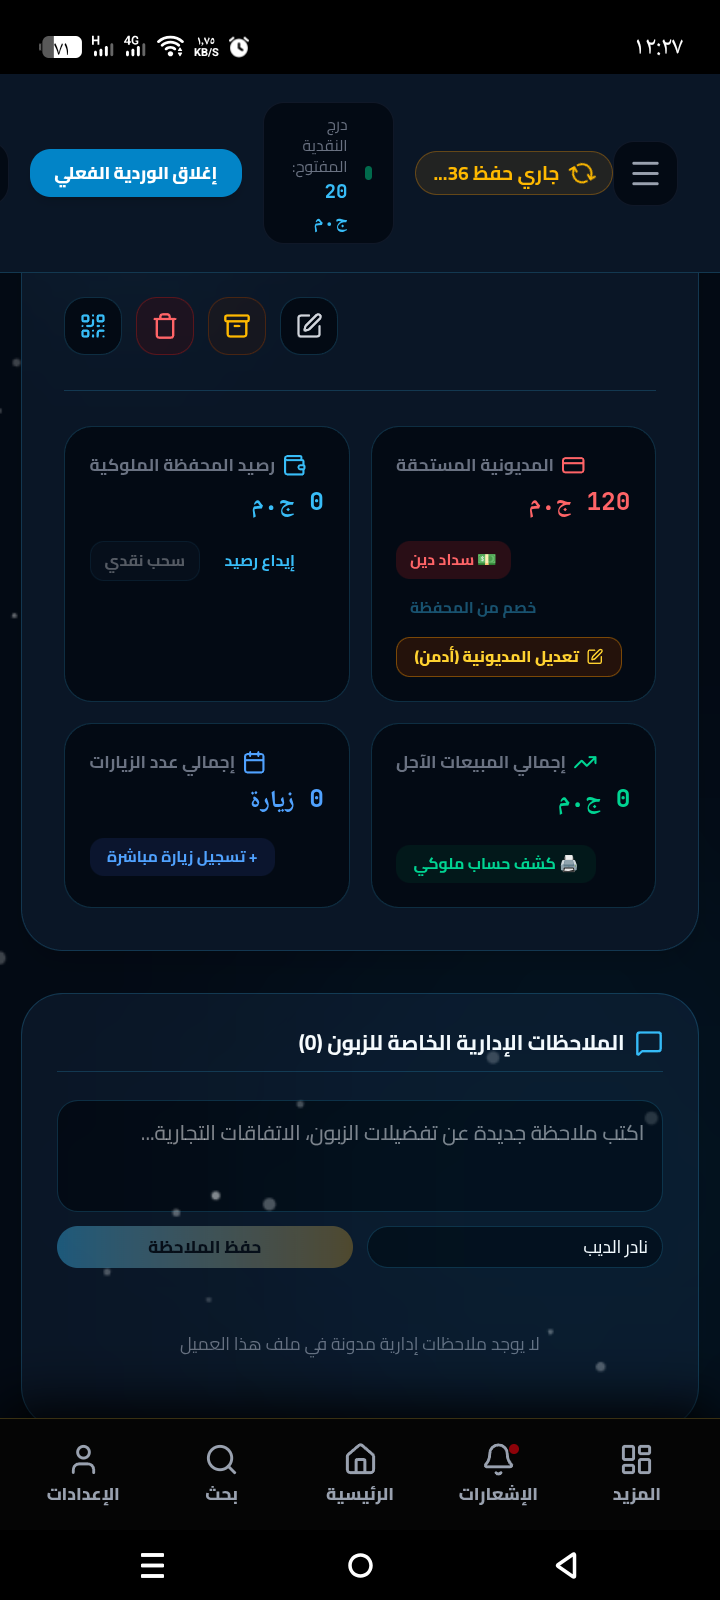 ١٢:٢٧
١,٧٥ KB/S
4G
H
٧١
جاري حفظ 36...
درج
النقدية
المفتوح:
20
ج.م
إغلاق الوردية الفعلي
المديونية المستحقة
120 ج.م
💵 سداد دين
خصم من المحفظة
تعديل المديونية (أدمن)
رصيد المحفظة الملوكية
0 ج.م
إيداع رصيد
سحب نقدي
إجمالي المبيعات الآجل
0 ج.م
🖨️ كشف حساب ملوكي
إجمالي عدد الزيارات
0 زيارة
+ تسجيل زيارة مباشرة
الملاحظات الإدارية الخاصة للزبون (0)
اكتب ملاحظة جديدة عن تفضيلات الزبون، الاتفاقات التجارية...
نادر الديب
حفظ الملاحظة
لا يوجد ملاحظات إدارية مدونة في ملف هذا العميل
المزيد
الإشعارات
الرئيسية
بحث
الإعدادات